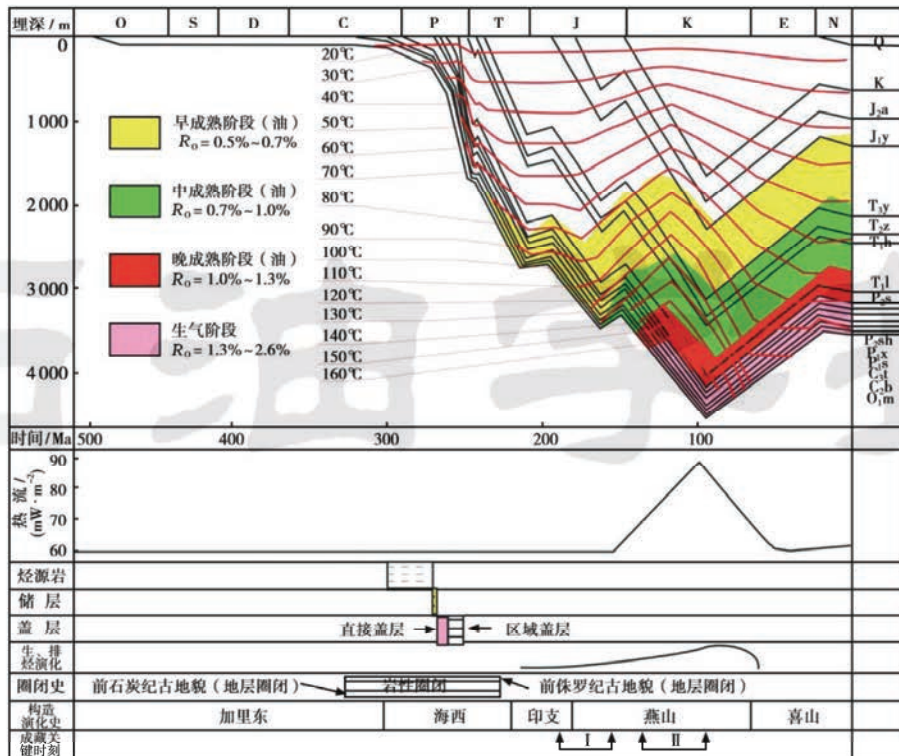 埋深/m O S D C P T J K E N
0
1 000
2 000
3 000
4 000
早成熟阶段（油）
Rₒ=0.5%~0.7%
中成熟阶段（油）
Rₒ=0.7%~1.0%
晚成熟阶段（油）
Rₒ=1.0%~1.3%
生气阶段
Rₒ=1.3%~2.6%
20℃
30℃
40℃
50℃
60℃
70℃
80℃
90℃
100℃
110℃
120℃
130℃
140℃
150℃
160℃
Q
K
J₂a
J₁y
T₃y
T₂z
T₁h
T₁l
P₂s
P₂sh
P₁x
P₁s
C₃t
C₂b
O₁m
时间/Ma 500 400 300 200 100
热流/(mW·m⁻²)
90
80
70
60
烃源岩
储层
盖层 直接盖层 区域盖层
生、排烃演化
圈闭史 前石炭纪古地貌（地层圈闭） 岩性圈闭 前侏罗纪古地貌（地层圈闭）
构造演化史 加里东 海西 印支 燕山 喜山
成藏关键时刻 Ⅰ Ⅱ